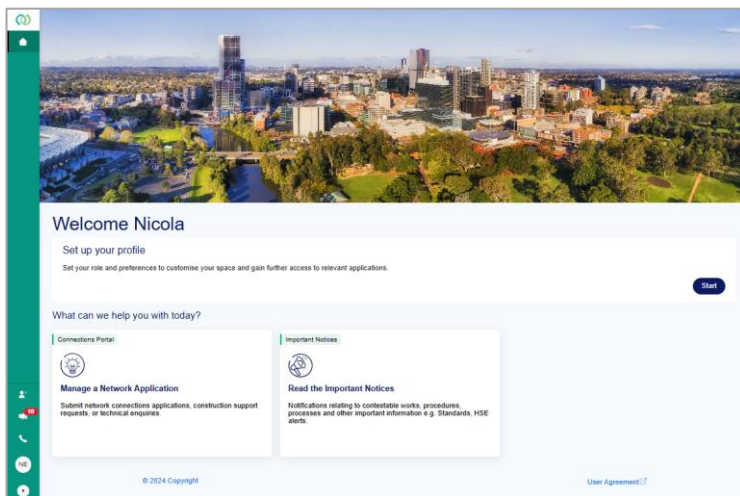 Welcome Nicola
Set up your profile
Set your role and preferences to customise your space and gain further access to relevant applications.
Start
What can we help you with today?
Connections Portal
Manage a Network Application
Submit network connections applications, construction support
requests, or technical enquiries.
Important Notices
Read the Important Notices
Notifications relating to contestable works, procedures,
processes and other important information e.g. Standards, HSE
alerts.
10
NE
© 2024 Copyright
User Agreement